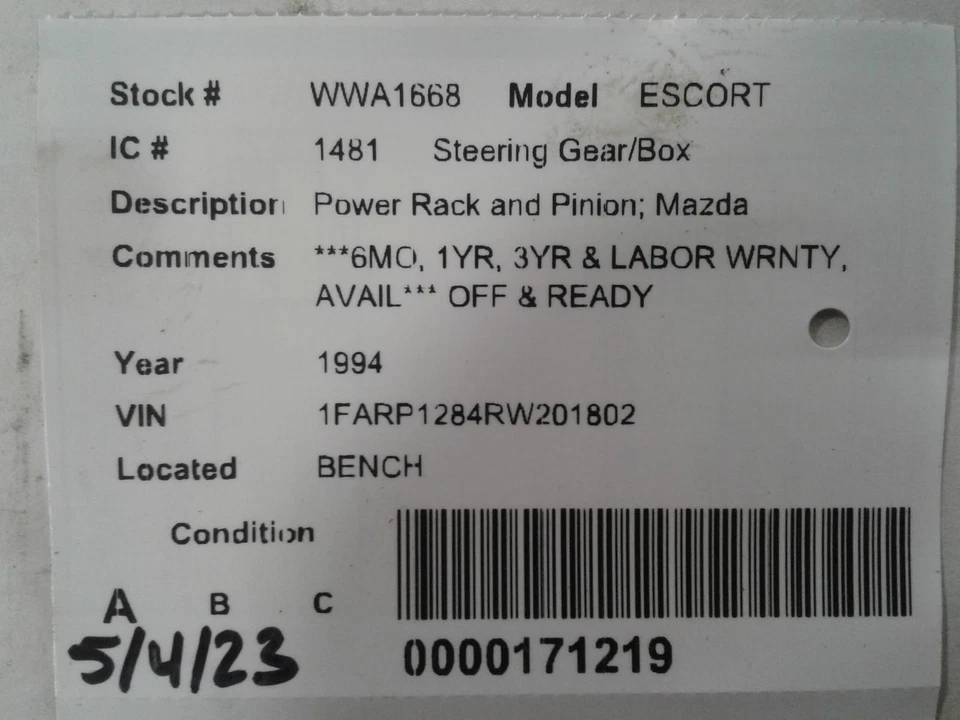 Stock # WWA1668 Model ESCORT
IC # 1481 Steering Gear/Box
Description Power Rack and Pinion; Mazda
Comments ***6MO, 1YR, 3YR & LABOR WRNTY,
AVAIL*** OFF & READY
Year 1994
VIN 1FARP1284RW201802
Located BENCH
Condition
A B C
5/4/23
0000171219